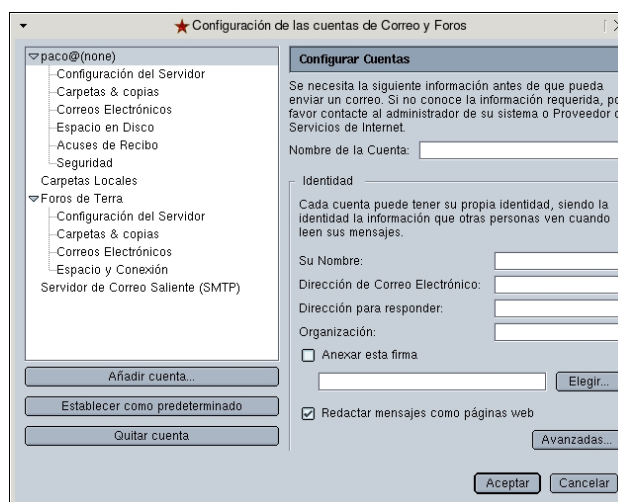 Configuración de las cuentas de Correo y Foros
paco@(none)
Configuración del Servidor
Carpetas & copias
Correos Electrónicos
Espacio en Disco
Acuses de Recibo
Seguridad
Carpetas Locales
Foros de Terra
Configuración del Servidor
Carpetas & copias
Correos Electrónicos
Espacio y Conexión
Servidor de Correo Saliente (SMTP)
Añadir cuenta...
Establecer como predeterminado
Quitar cuenta
Configurar Cuentas
Se necesita la siguiente información antes de que pueda
enviar un correo. Si no conoce la información requerida, po
favor contacte al administrador de su sistema o Proveedor
Servicios de Internet.
Nombre de la Cuenta:
Identidad
Cada cuenta puede tener su propia identidad, siendo la
identidad la información que otras personas ven cuando
leen sus mensajes.
Su Nombre:
Dirección de Correo Electrónico:
Dirección para responder:
Organización:
Anexar esta firma
Elegir...
Redactar mensajes como páginas web
Avanzadas...
Aceptar
Cancelar